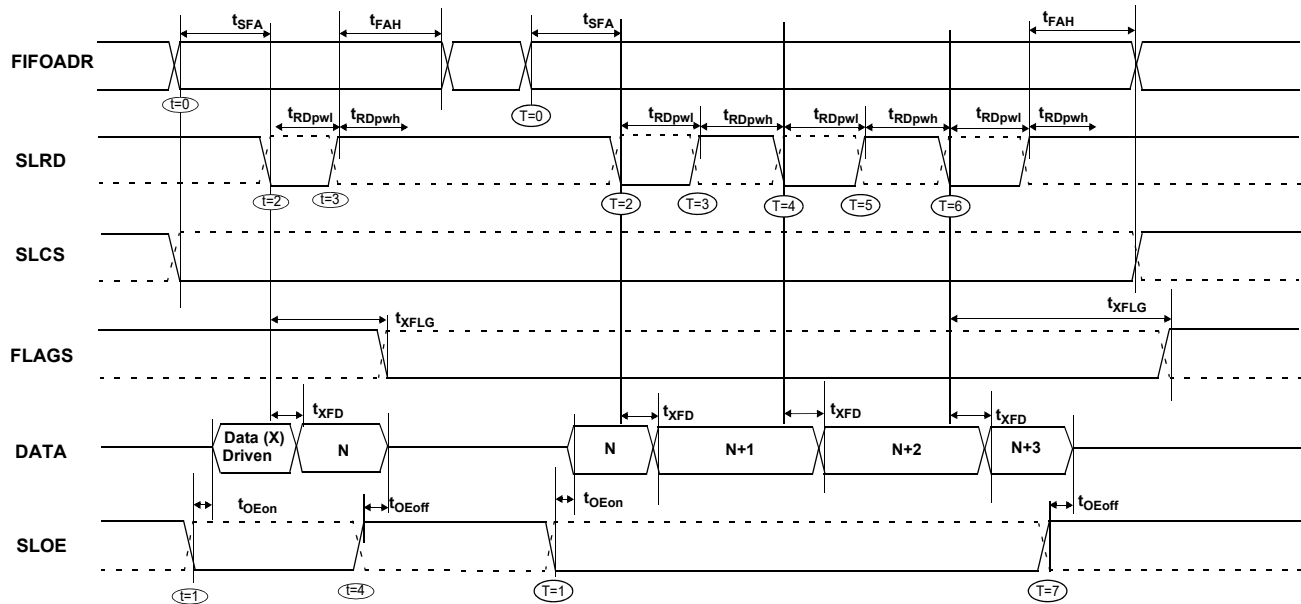 tSFA tFAH tSFA tFAH
FIFOADR
t=0 T=0
tRDpwl tRDpwh tRDpwl tRDpwh tRDpwl tRDpwh tRDpwl tRDpwh
SLRD
t=2 t=3 T=2 T=3 T=4 T=5 T=6
SLCS
tXFLG tXFLG
FLAGS
tXFD tXFD tXFD tXFD
DATA
Data (X)
Driven
N N N+1 N+2 N+3
tOEon tOEoff tOEon tOEoff
SLOE
t=1 t=4 T=1 T=7